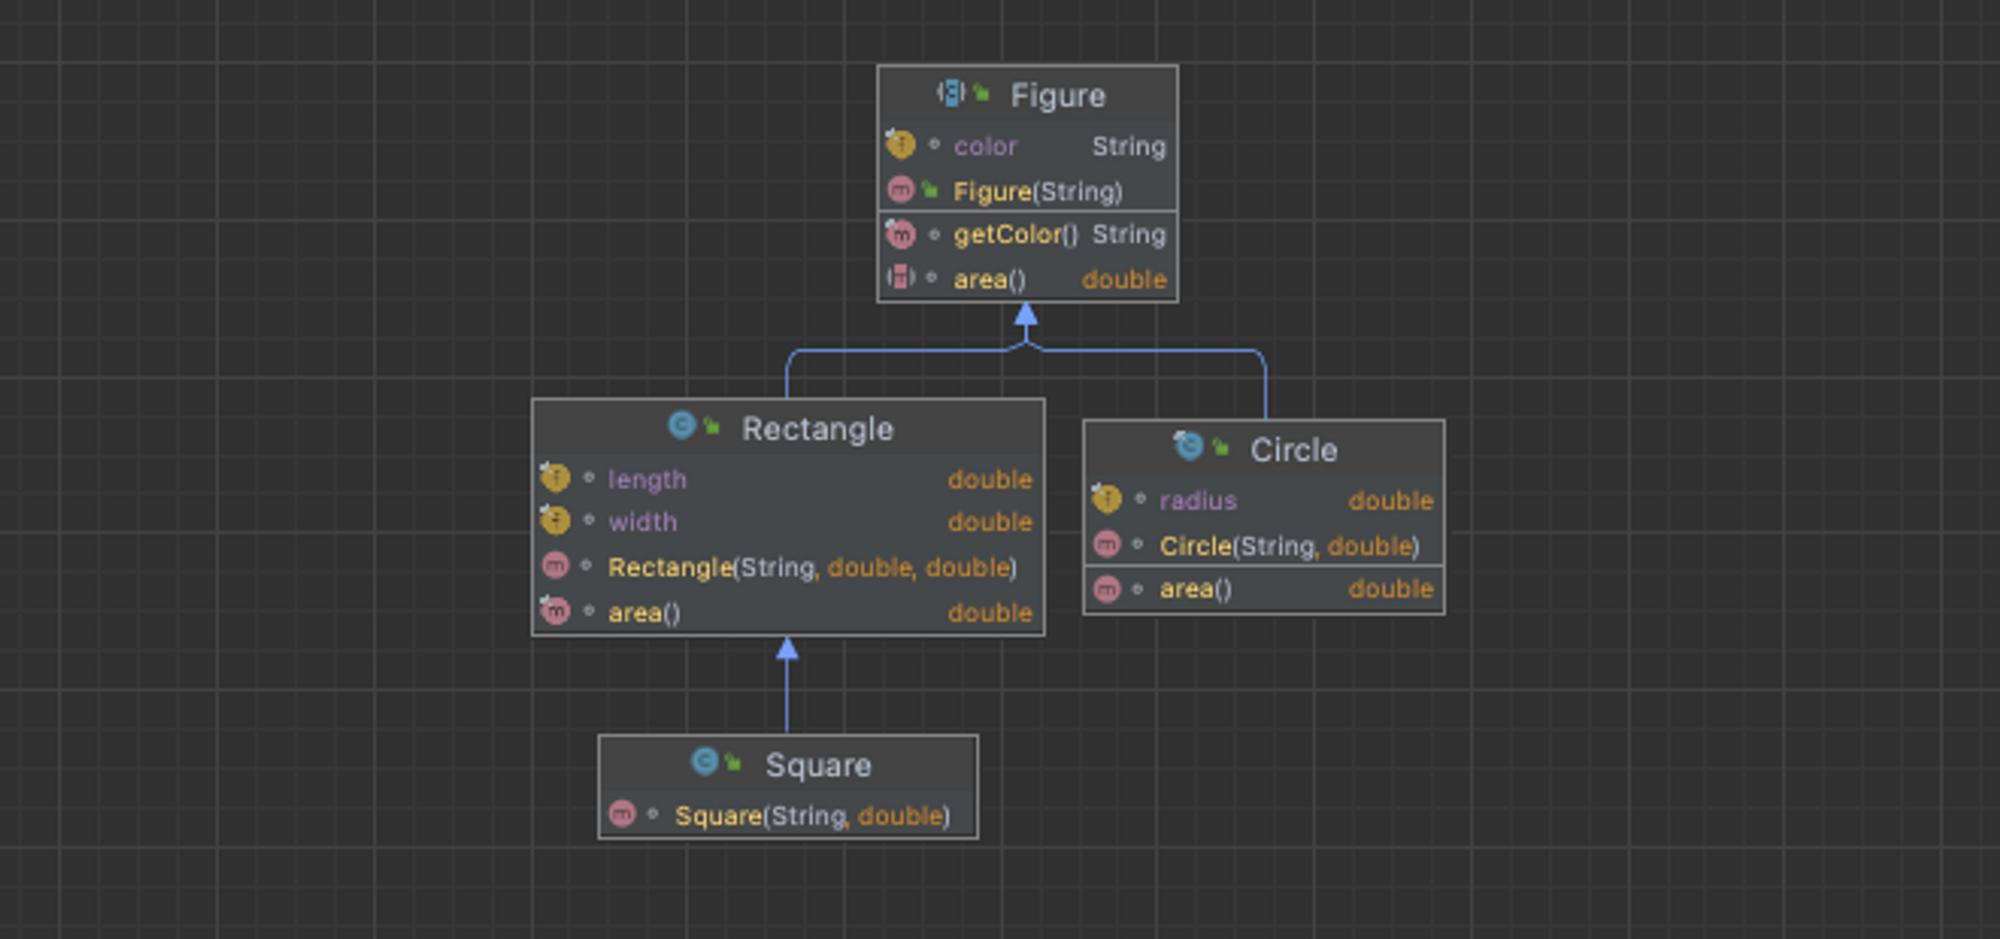 Figure
color String
Figure(String)
getColor() String
area() double
Rectangle
length double
width double
Rectangle(String, double, double)
area() double
Circle
radius double
Circle(String, double)
area() double
Square
Square(String, double)